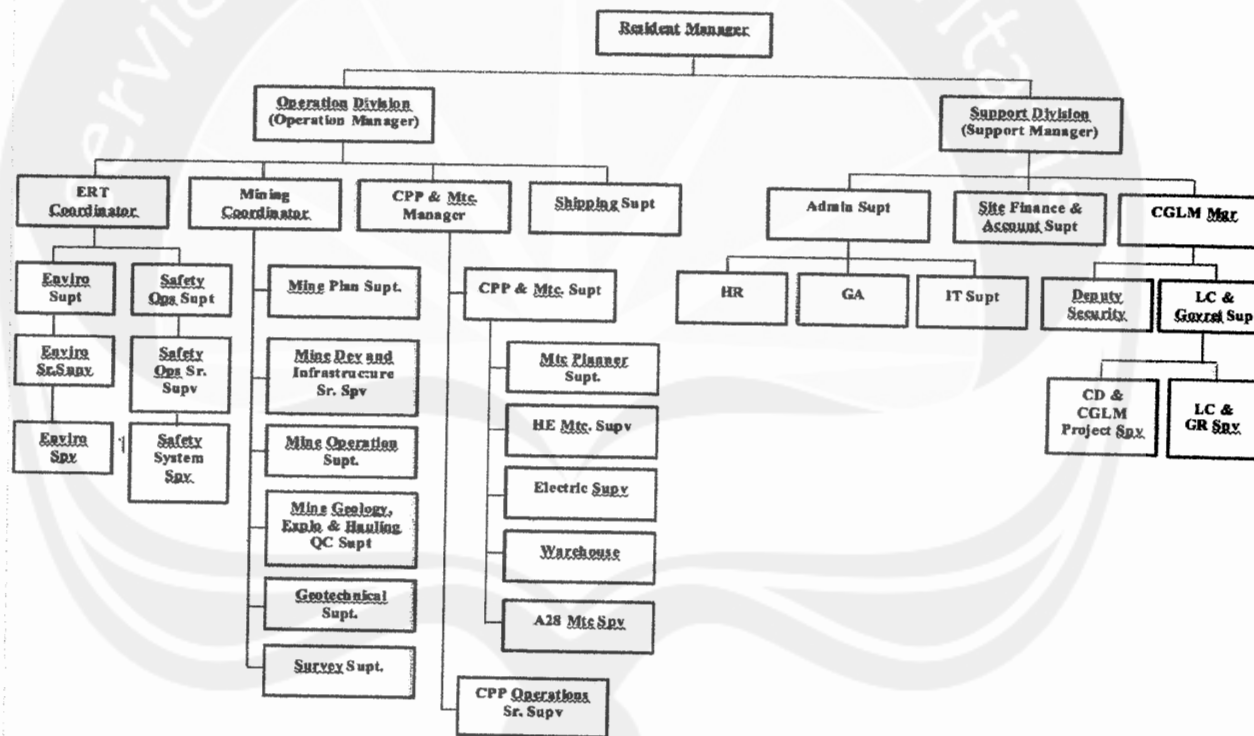 Resident Manager
Operation Division
(Operation Manager)
Support Division
(Support Manager)
ERT
Coordinator
Mining
Coordinator
CPP & Mtc.
Manager
Shipping Supt
Admin Supt
Site Finance &
Account Supt
CGLM Mgr
Enviro
Supt
Safety
Ops Supt
Mine Plan Supt.
CPP & Mtc. Supt
HR
GA
IT Supt
Deputy
Security
LC &
Govrel Sup
Enviro
Sr.Supv
Safety
Ops Sr.
Supv
Mine Dev and
Infrastructure
Sr. Spv
Mtc Planner
Supt.
CD &
CGLM
Project Spv
LC &
GR Spv
Enviro
Spv
Safety
System
Spv
Mine Operation
Supt.
HE Mtc. Supv
Electric Supv
Mine Geology,
Explo & Hauling
QC Supt
Warehouse
Geotechnical
Supt.
A28 Mtc Spv
Survey Supt.
CPP Operations
Sr. Supv